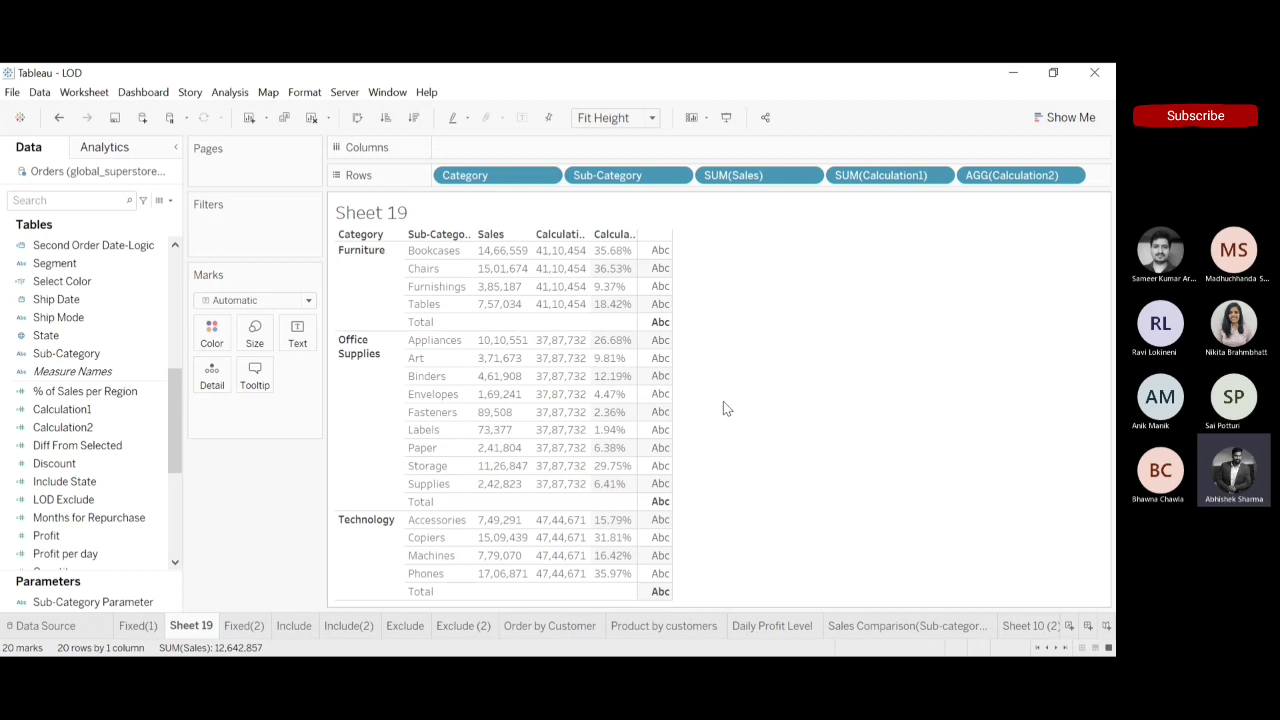 Tableau - LOD
File Data Worksheet Dashboard Story Analysis Map Format Server Window Help
Fit Height
Show Me
Data Analytics
Orders (global_superstore...
Search
Tables
Second Order Date-Logic
Segment
Select Color
Ship Date
Ship Mode
State
Sub-Category
Measure Names
% of Sales per Region
Calculation1
Calculation2
Diff From Selected
Discount
Include State
LOD Exclude
Months for Repurchase
Profit
Profit per day
Parameters
Sub-Category Parameter
Pages
Filters
Marks
Automatic
Color Size Text
Detail Tooltip
Columns
Rows Category Sub-Category SUM(Sales) SUM(Calculation1) AGG(Calculation2)
Sheet 19
Category Sub-Catego.. Sales Calculati.. Calcula..
Furniture Bookcases 14,66,559 41,10,454 35.68% Abc
Chairs 15,01,674 41,10,454 36.53% Abc
Furnishings 3,85,187 41,10,454 9.37% Abc
Tables 7,57,034 41,10,454 18.42% Abc
Total Abc
Office Supplies Appliances 10,10,551 37,87,732 26.68% Abc
Art 3,71,673 37,87,732 9.81% Abc
Binders 4,61,908 37,87,732 12.19% Abc
Envelopes 1,69,241 37,87,732 4.47% Abc
Fasteners 89,508 37,87,732 2.36% Abc
Labels 73,377 37,87,732 1.94% Abc
Paper 2,41,804 37,87,732 6.38% Abc
Storage 11,26,847 37,87,732 29.75% Abc
Supplies 2,42,823 37,87,732 6.41% Abc
Total Abc
Technology Accessories 7,49,291 47,44,671 15.79% Abc
Copiers 15,09,439 47,44,671 31.81% Abc
Machines 7,79,070 47,44,671 16.42% Abc
Phones 17,06,871 47,44,671 35.97% Abc
Total Abc
Data Source Fixed(1) Sheet 19 Fixed(2) Include Include(2) Exclude Exclude (2) Order by Customer Product by customers Daily Profit Level Sales Comparison(Sub-categor... Sheet 10 (2)
20 marks 20 rows by 1 column SUM(Sales): 12,642,857
Subscribe
MS
Sameer Kumar Ar... Madhuchhanda S...
RL
Ravi Lokineni Nikita Brahmbhatt
AM SP
Anik Manik Sai Potturi
BC
Bhawna Chawla Abhishek Sharma